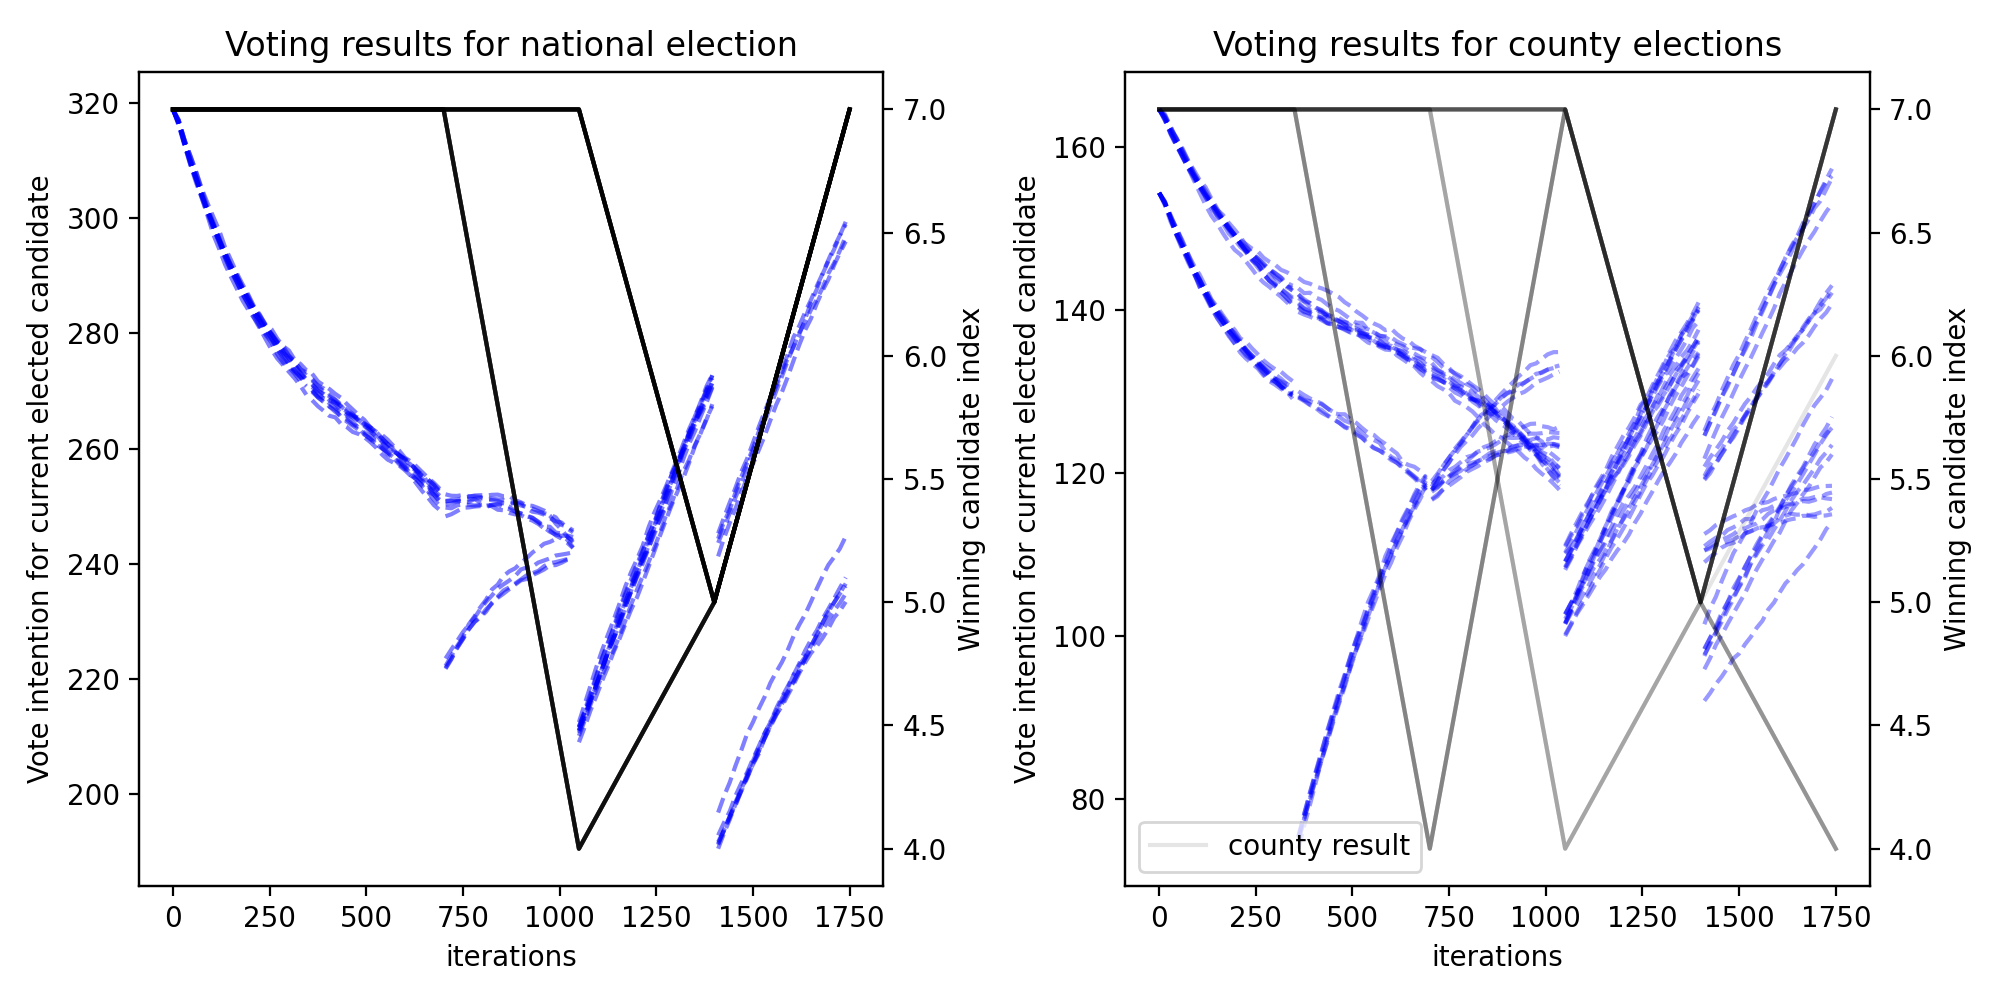 Voting results for national election
320
300
280
260
240
220
200
Vote intention for current elected candidate
7.0
6.5
6.0
5.5
5.0
4.5
4.0
Winning candidate index
0 250 500 750 1000 1250 1500 1750
iterations
Voting results for county elections
160
140
120
100
80
Vote intention for current elected candidate
7.0
6.5
6.0
5.5
5.0
4.5
4.0
Winning candidate index
county result
0 250 500 750 1000 1250 1500 1750
iterations